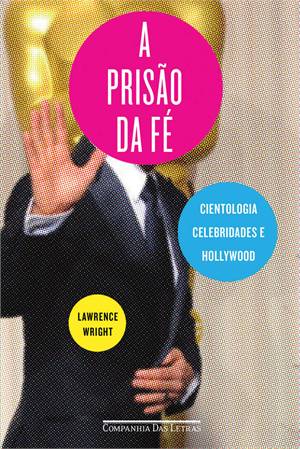 A
PRISÃO
DA FÉ
CIENTOLOGIA
CELEBRIDADES E
HOLLYWOOD
LAWRENCE
WRIGHT
COMPANHIA DAS LETRAS